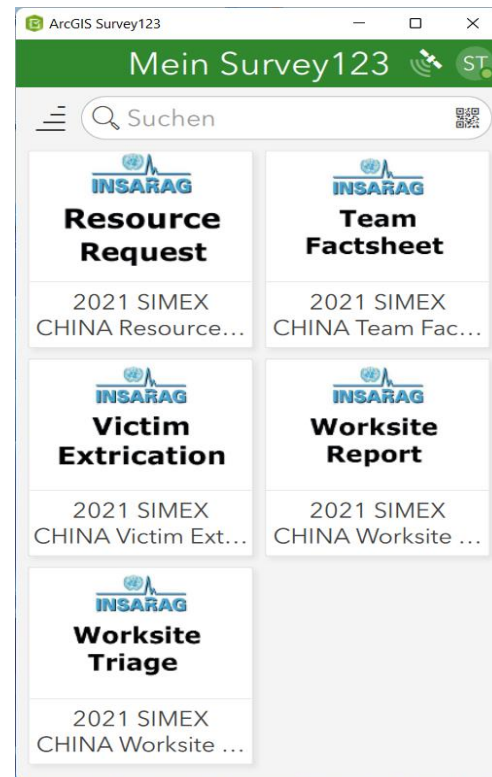 ArcGIS Survey123
Mein Survey123
ST
Suchen
INSARAG
Resource
Request
2021 SIMEX
CHINA Resource...
INSARAG
Team
Factsheet
2021 SIMEX
CHINA Team Fac...
INSARAG
Victim
Extrication
2021 SIMEX
CHINA Victim Ext...
INSARAG
Worksite
Report
2021 SIMEX
CHINA Worksite ...
INSARAG
Worksite
Triage
2021 SIMEX
CHINA Worksite ...